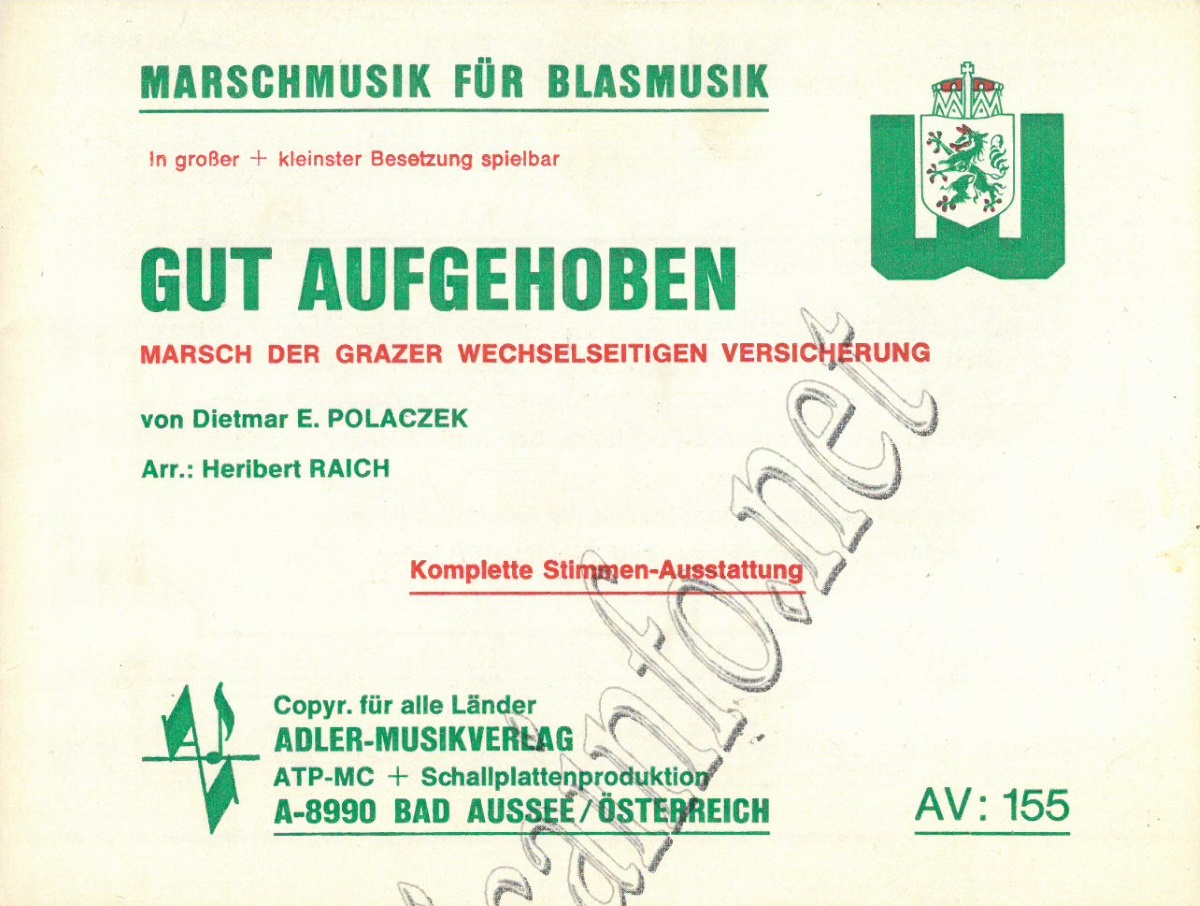 MARSCHMUSIK FÜR BLASMUSIK
In großer + kleinster Besetzung spielbar
GUT AUFGEHOBEN
MARSCH DER GRAZER WECHSELSEITIGEN VERSICHERUNG
von Dietmar E. POLACZEK
Arr.: Heribert RAICH
Komplette Stimmen-Ausstattung
Copyr. für alle Länder
ADLER-MUSIKVERLAG
ATP-MC + Schallplattenproduktion
A-8990 BAD AUSSEE/ÖSTERREICH
AV: 155